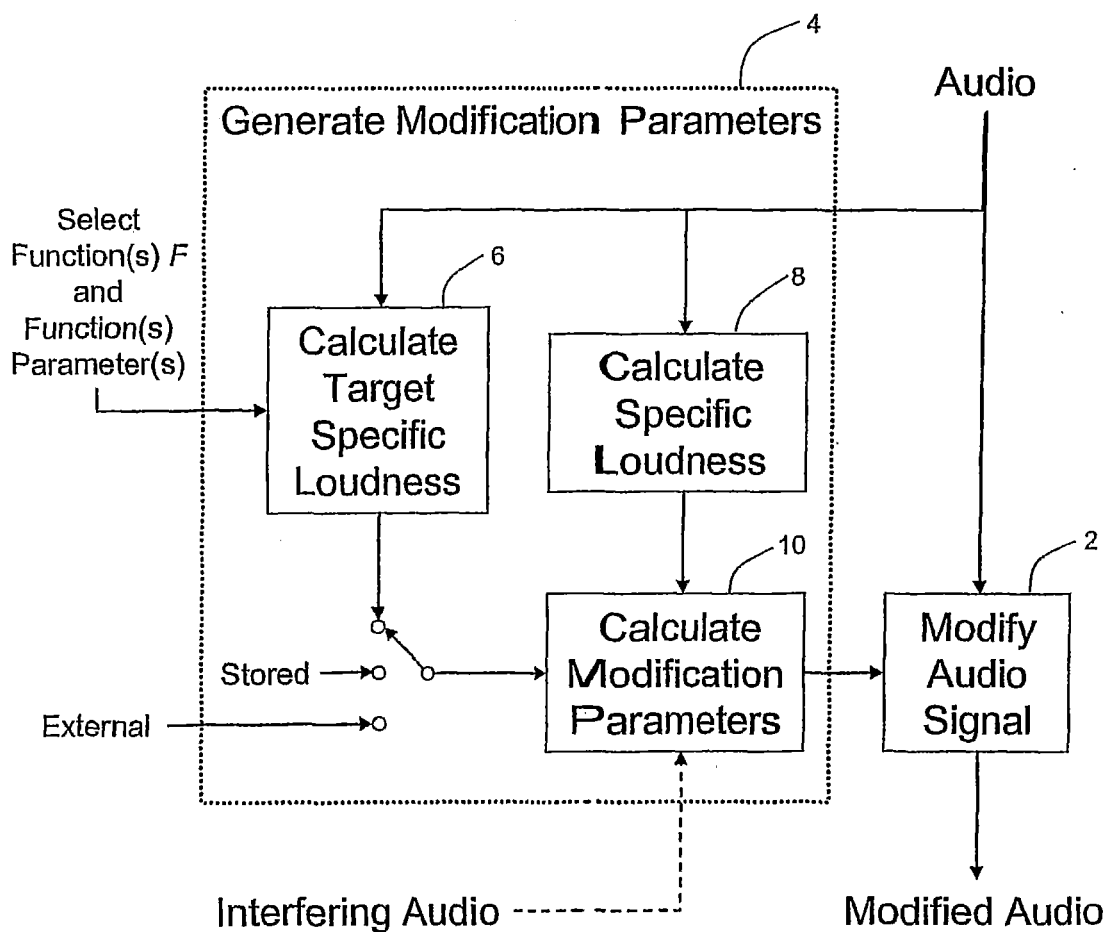 4
Audio
Generate Modification Parameters
Select
Function(s) F
and
Function(s)
Parameter(s)
6
8
Calculate
Target
Specific
Loudness
Calculate
Specific
Loudness
10
2
Calculate
Modification
Parameters
Modify
Audio
Signal
Stored
External
Interfering Audio
Modified Audio